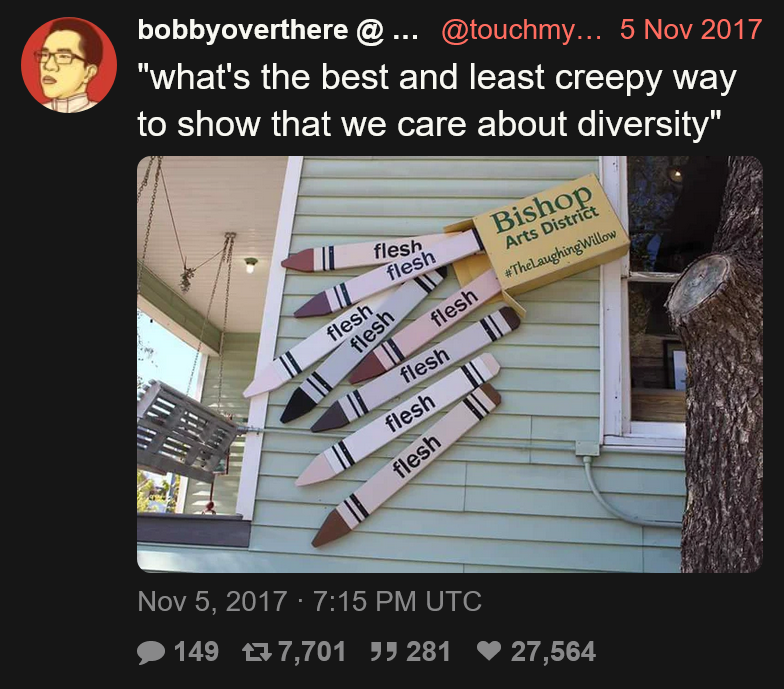 bobbyoverthere @ ... @touchmy... 5 Nov 2017
"what's the best and least creepy way
to show that we care about diversity"
Bishop
Arts District
#TheLaughingWillow
flesh
flesh
flesh
flesh
flesh
flesh
flesh
flesh
Nov 5, 2017 · 7:15 PM UTC
149 7,701 281 27,564